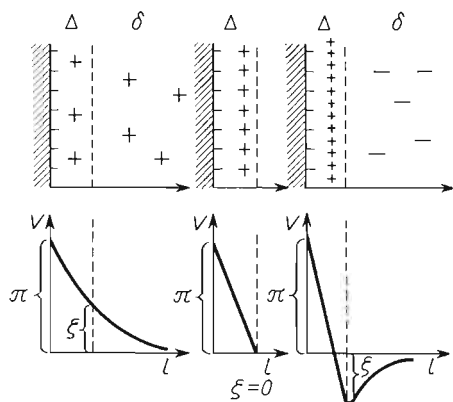 Δ δ Δ Δ δ
V V V
π π π
ξ ξ
l l l
ξ=0